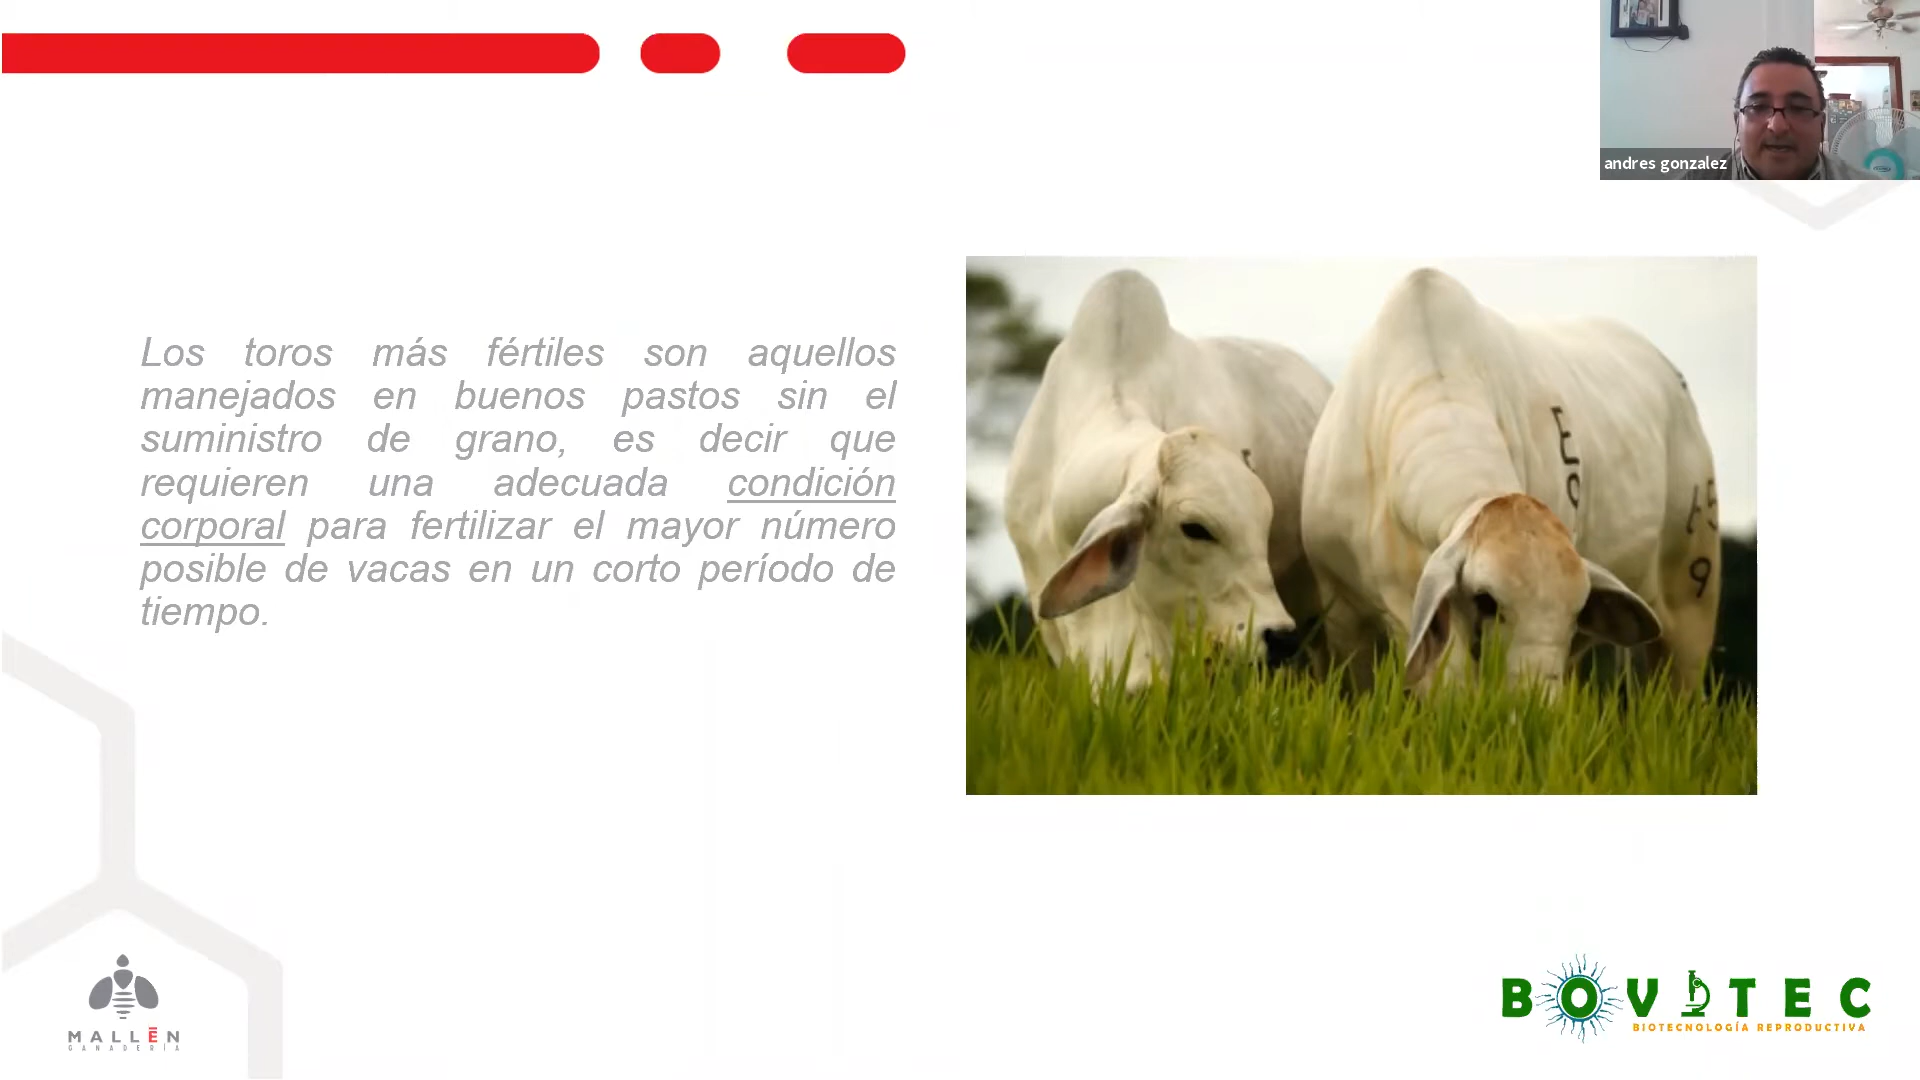 andres gonzalez
Los toros más fértiles son aquellos
manejados en buenos pastos sin el
suministro de grano, es decir que
requieren una adecuada condición
corporal para fertilizar el mayor número
posible de vacas en un corto período de
tiempo.
MALLĒN
GANADERÍA
BOVITEC
BIOTECNOLOGÍA REPRODUCTIVA